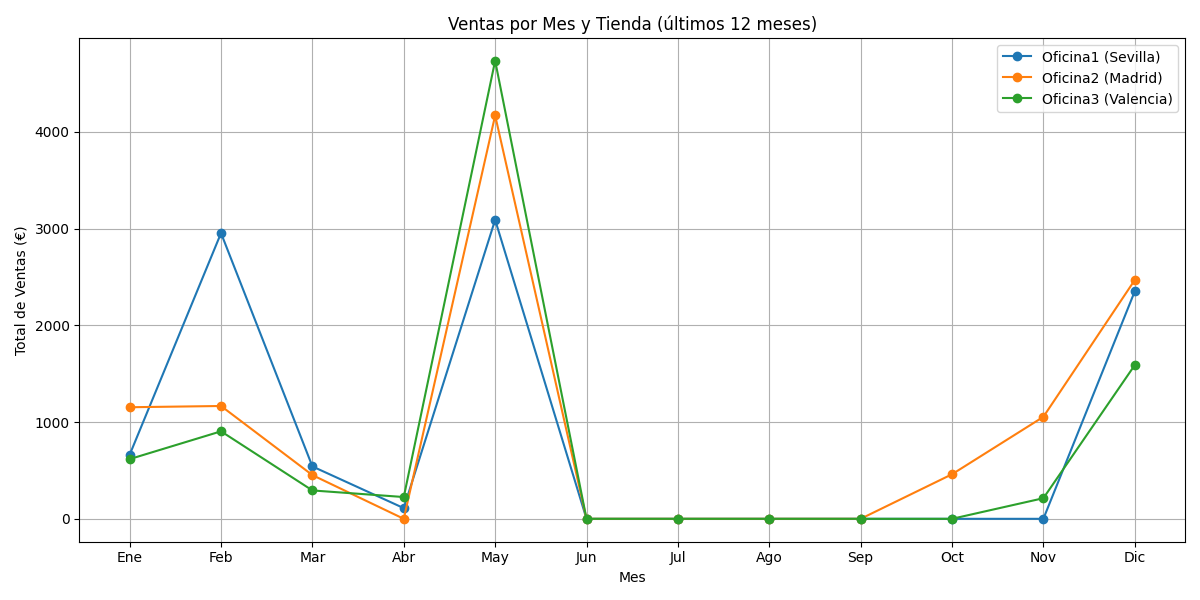 Ventas por Mes y Tienda (últimos 12 meses)
Oficina1 (Sevilla)
Oficina2 (Madrid)
Oficina3 (Valencia)
Total de Ventas (€)
4000
3000
2000
1000
0
Ene Feb Mar Abr May Jun Jul Ago Sep Oct Nov Dic
Mes